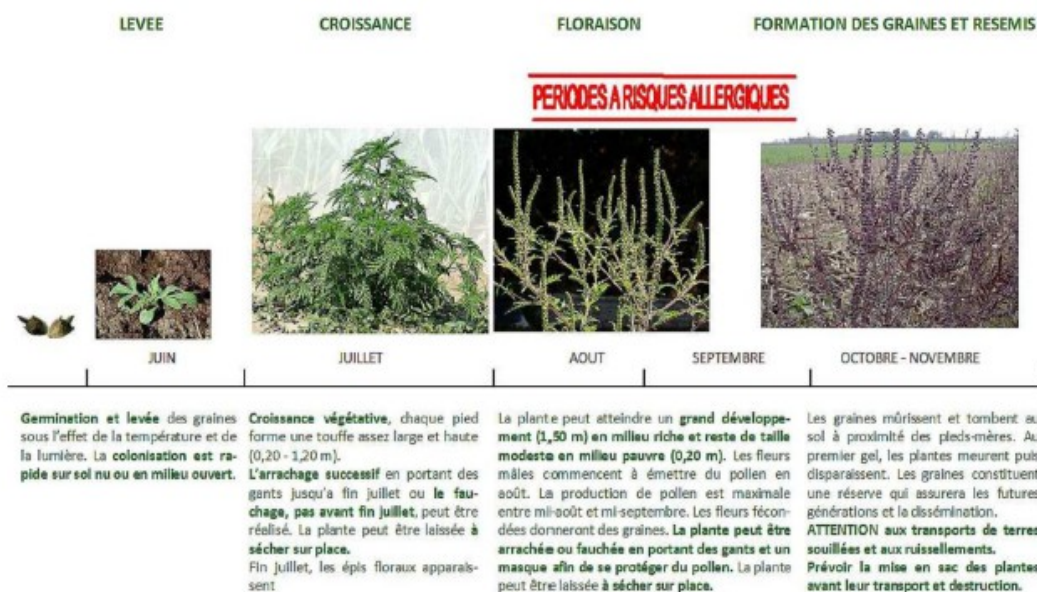 LEVEE
CROISSANCE
FLORAISON
FORMATION DES GRAINES ET RESEMIS
PERIODES A RISQUES ALLERGIQUES
JUIN
JUILLET
AOUT
SEPTEMBRE
OCTOBRE - NOVEMBRE
Germination et levée des graines
sous l'effet de la température et de
la lumière. La colonisation est ra-
pide sur sol nu ou en milieu ouvert.
Croissance végétative, chaque pied
forme une touffe assez large et haute
(0,20 - 1,20 m).
L'arrachage successif en portant des
gants jusqu'a fin juillet ou le fau-
chage, pas avant fin juillet, peut être
réalisé. La plante peut être laissée à
sécher sur place.
Fin juillet, les épis floraux apparais-
sent
La plante peut atteindre un grand développe-
ment (1,50 m) en milieu riche et reste de taille
modeste en milieu pauvre (0,20 m). Les fleurs
mâles commencent à émettre du pollen en
août. La production de pollen est maximale
entre mi-août et mi-septembre. Les fleurs fécon-
dées donneront des graines. La plante peut être
arrachée ou fauchée en portant des gants et un
masque afin de se protéger du pollen. La plante
peut être laissée à sécher sur place.
Les graines mûrissent et tombent au
sol à proximité des pieds-mères. Au
premier gel, les plantes meurent puis
disparaissent. Les graines constituent
une réserve qui assurera les futures
générations et la dissémination.
ATTENTION aux transports de terres
souillées et aux ruissellements.
Prévoir la mise en sac des plantes
avant leur transport et destruction.